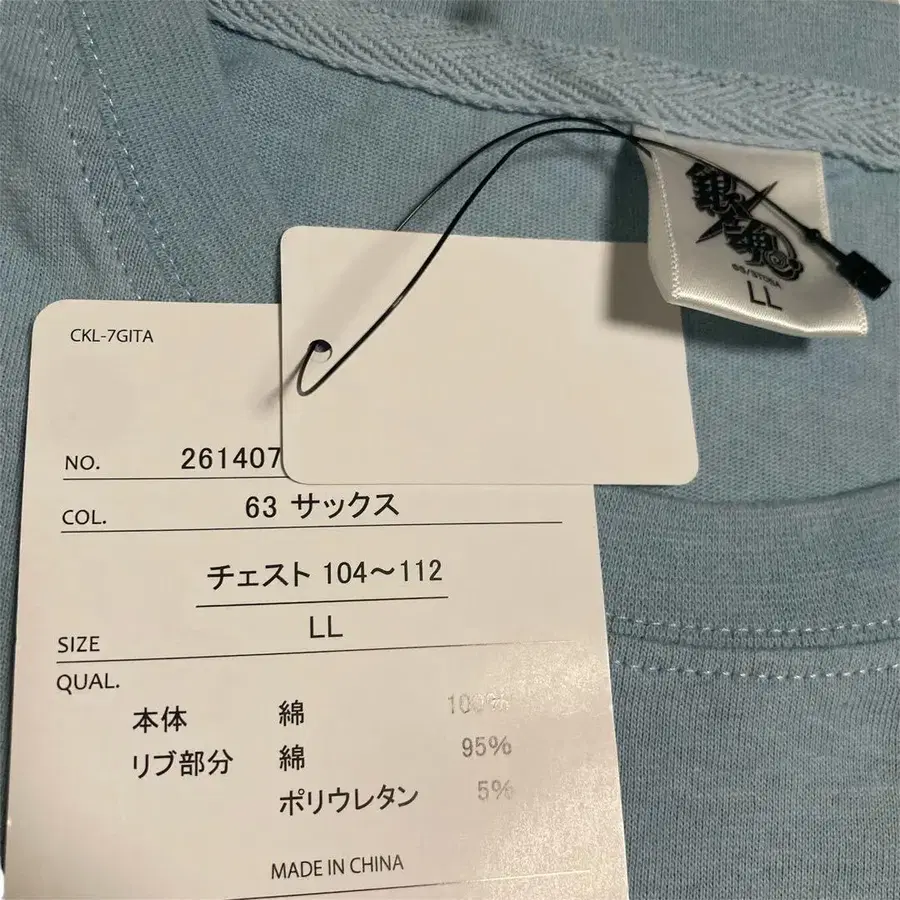 銀魂
LL
CKL-7GITA
NO. 261407
COL. 63 サックス
チェスト 104～112
SIZE LL
QUAL.
本体 綿 100%
リブ部分 綿 95%
ポリウレタン 5%
MADE IN CHINA